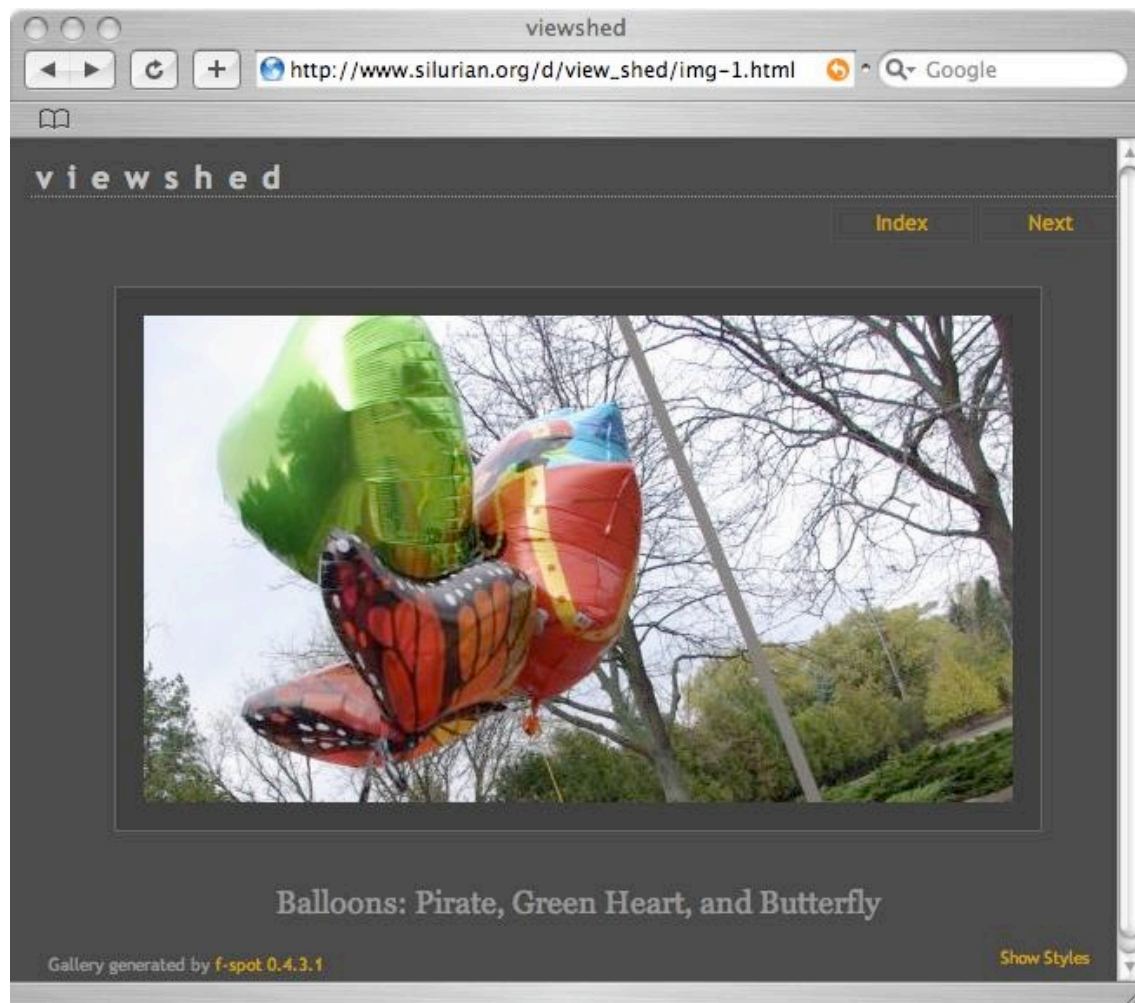 viewshed
http://www.silurian.org/d/view_shed/img-1.html
Google
viewshed
Index Next
Balloons: Pirate, Green Heart, and Butterfly
Gallery generated by f-spot 0.4.3.1
Show Styles